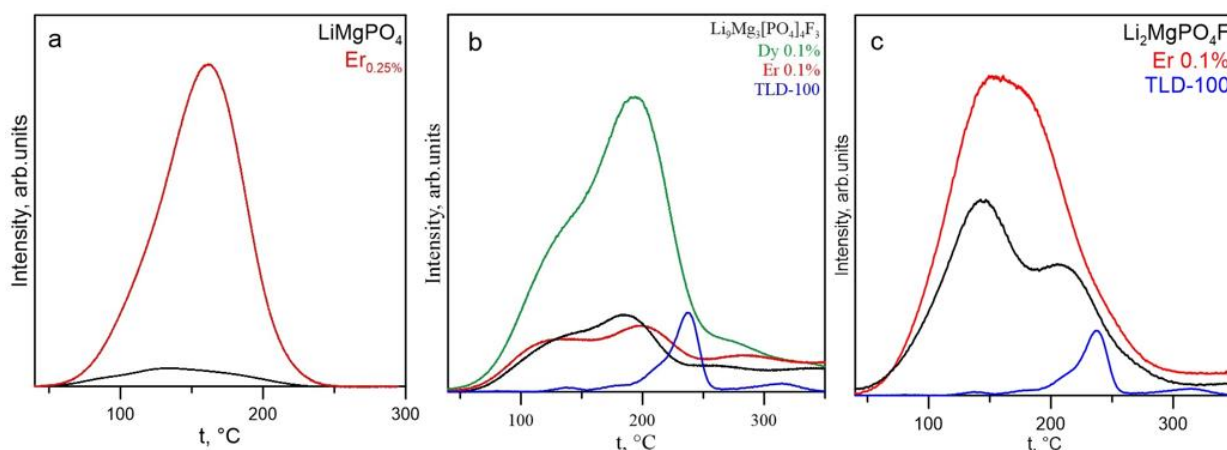 a
LiMgPO₄
Er₀.₂₅%
Intensity, arb.units
100
200
300
t, °C
b
Li₉Mg₃[PO₄]₄F₃
Dy 0.1%
Er 0.1%
TLD-100
Intensity, arb.units
100
200
300
t, °C
c
Li₂MgPO₄F
Er 0.1%
TLD-100
Intensity, arb.units
100
200
300
t, °C